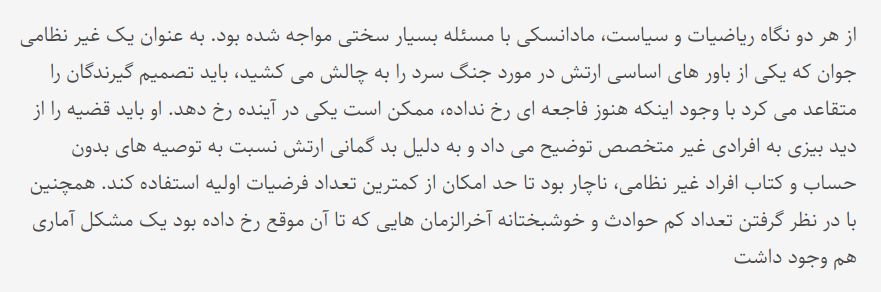 از هر دو نگاه ریاضیات و سیاست، مادانسکی با مسئله بسیار سختی مواجه شده بود. به عنوان یک غیر نظامی
جوان که یکی از باور های اساسی ارتش در مورد جنگ سرد را به چالش می کشید، باید تصمیم گیرندگان را
متقاعد می کرد با وجود اینکه هنوز فاجعه ای رخ نداده، ممکن است یکی در آینده رخ دهد. او باید قضیه را از
دید بیزی به افرادی غیر متخصص توضیح می داد و به دلیل بد گمانی ارتش نسبت به توصیه های بدون
حساب و کتاب افراد غیر نظامی، ناچار بود تا حد امکان از کمترین تعداد فرضیات اولیه استفاده کند. همچنین
با در نظر گرفتن تعداد کم حوادث و خوشبختانه آخرالزمان هایی که تا آن موقع رخ داده بود یک مشکل آماری
هم وجود داشت